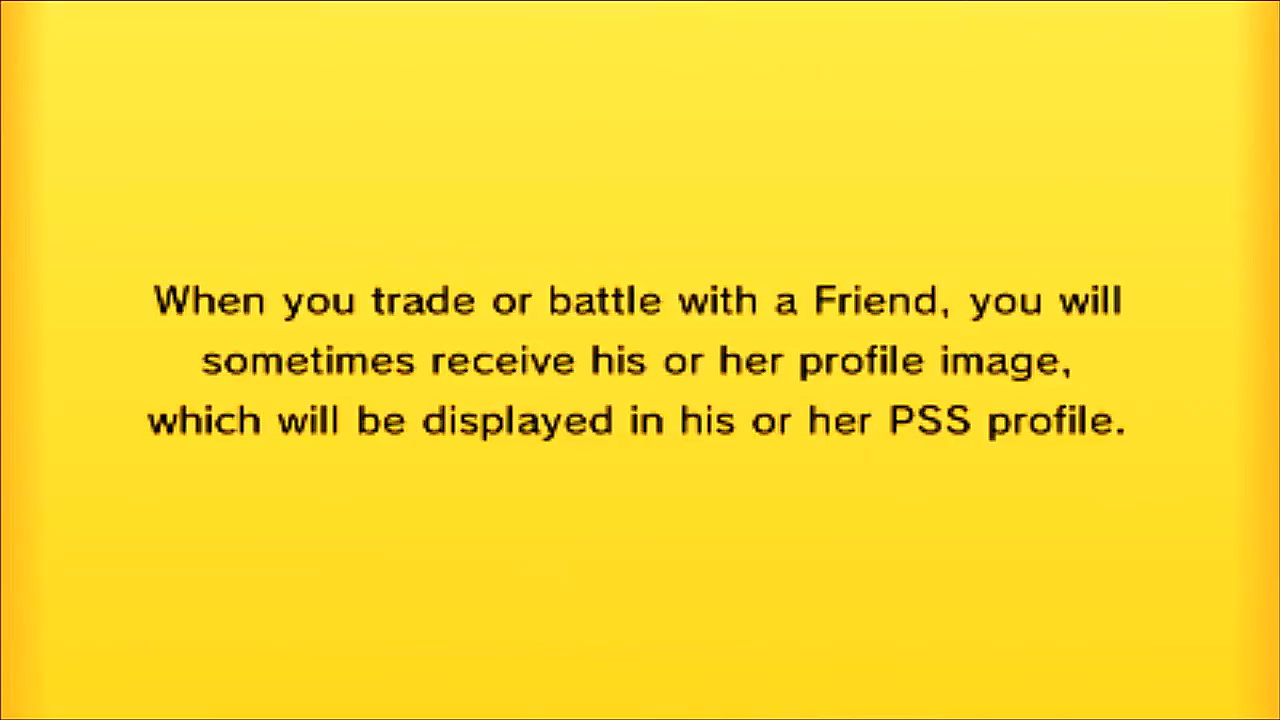 When you trade or battle with a Friend, you will
sometimes receive his or her profile image,
which will be displayed in his or her PSS profile.